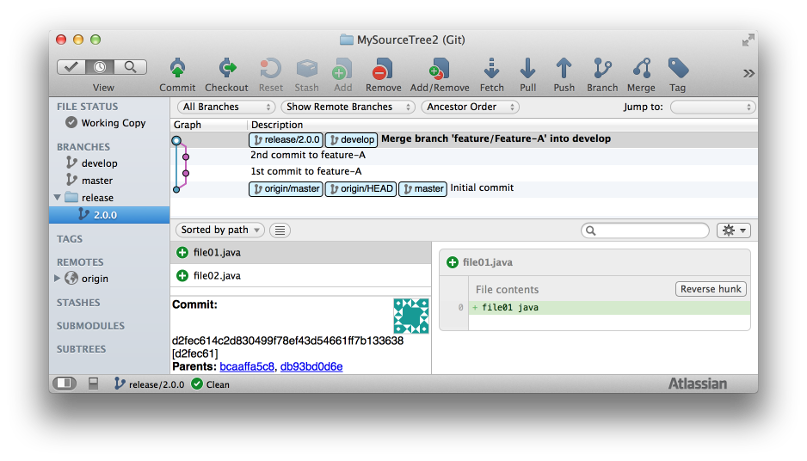 MySourceTree2 (Git)
View Commit Checkout Reset Stash Add Remove Add/Remove Fetch Pull Push Branch Merge Tag
FILE STATUS
Working Copy
BRANCHES
develop
master
release
2.0.0
TAGS
REMOTES
origin
STASHES
SUBMODULES
SUBTREES
All Branches Show Remote Branches Ancestor Order Jump to:
Graph Description
release/2.0.0 develop Merge branch 'feature/Feature-A' into develop
2nd commit to feature-A
1st commit to feature-A
origin/master origin/HEAD master Initial commit
Sorted by path
file01.java
file02.java
Commit:
d2fec614c2d830499f78ef43d54661ff7b133638
[d2fec61]
Parents: bcaaffa5c8, db93bd0d6e
file01.java
File contents Reverse hunk
0 + file01 java
release/2.0.0 Clean Atlassian